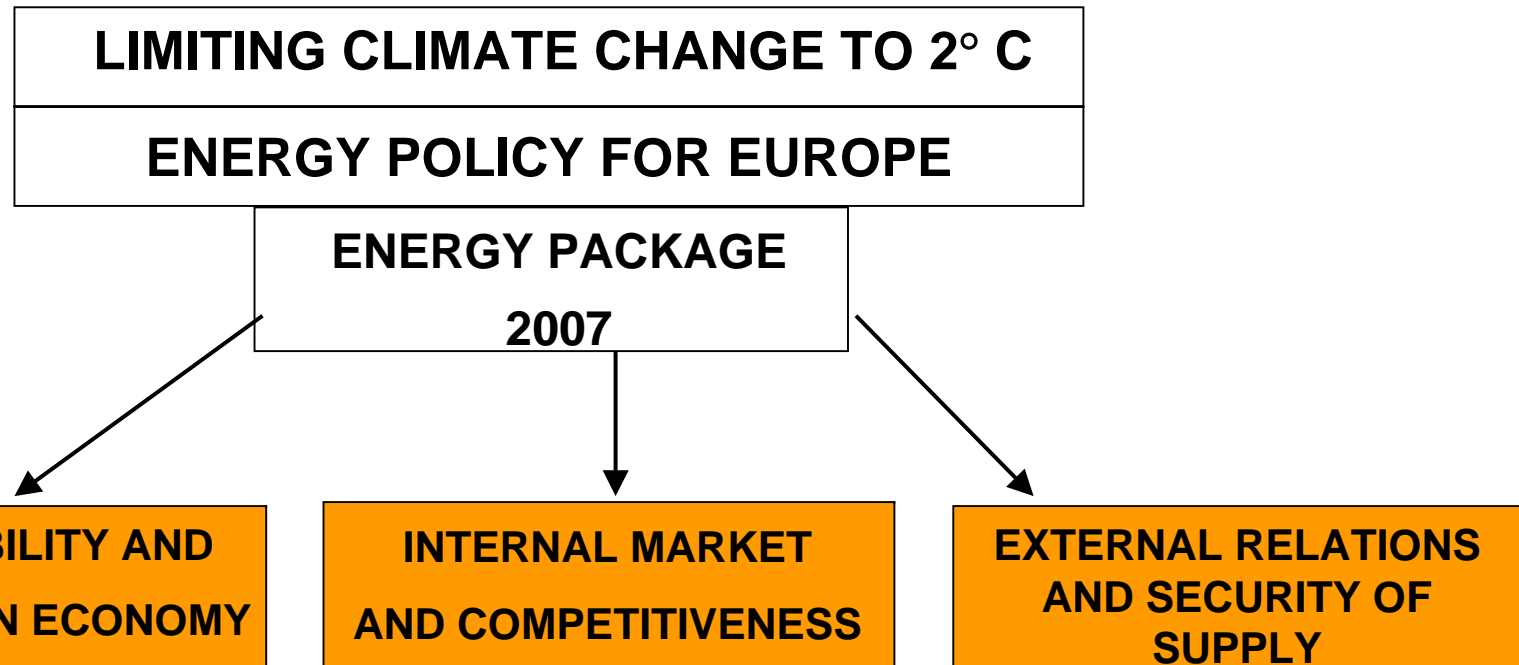 LIMITING CLIMATE CHANGE TO 2° C
ENERGY POLICY FOR EUROPE
ENERGY PACKAGE
2007
BILITY AND
N ECONOMY
INTERNAL MARKET
AND COMPETITIVENESS
EXTERNAL RELATIONS
AND SECURITY OF
SUPPLY